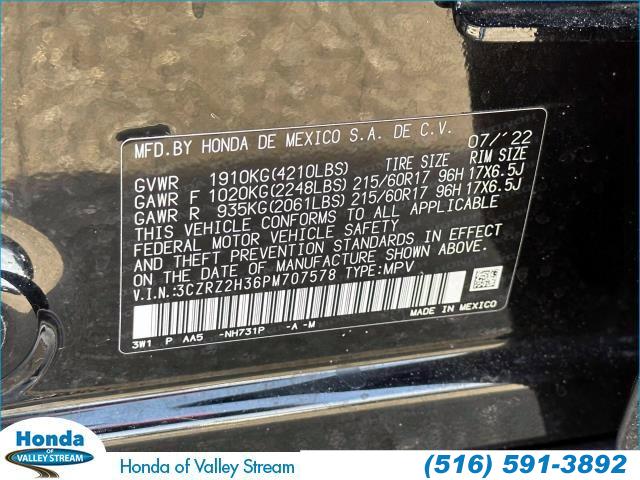 MFD.BY HONDA DE MEXICO S.A. DE C.V. 07/'22
GVWR 1910KG(4210LBS) TIRE SIZE RIM SIZE
GAWR F 1020KG(2248LBS) 215/60R17 96H 17X6.5J
GAWR R 935KG(2061LBS) 215/60R17 96H 17X6.5J
THIS VEHICLE CONFORMS TO ALL APPLICABLE
FEDERAL MOTOR VEHICLE SAFETY
AND THEFT PREVENTION STANDARDS IN EFFECT
ON THE DATE OF MANUFACTURE SHOWN ABOVE.
V.I.N.:3CZRZ2H36PM707578 TYPE:MPV
3W1 P AA5 -NH731P -A -M
MADE IN MEXICO
Honda
OF
VALLEY STREAM
Honda of Valley Stream
(516) 591-3892